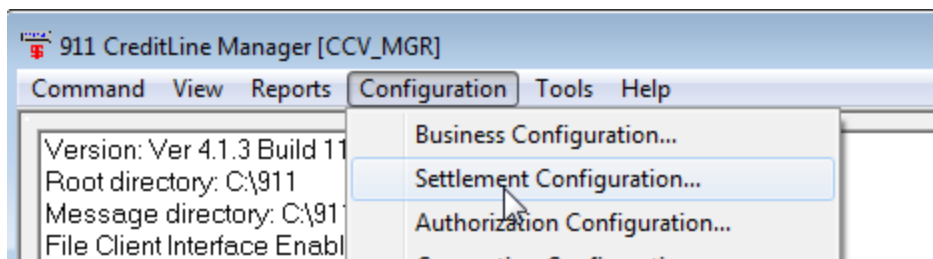 911 CreditLine Manager [CCV_MGR]
Command View Reports Configuration Tools Help
Business Configuration...
Settlement Configuration...
Authorization Configuration...
Version: Ver 4.1.3 Build 11
Root directory: C:\911
Message directory: C:\91
File Client Interface Enabl